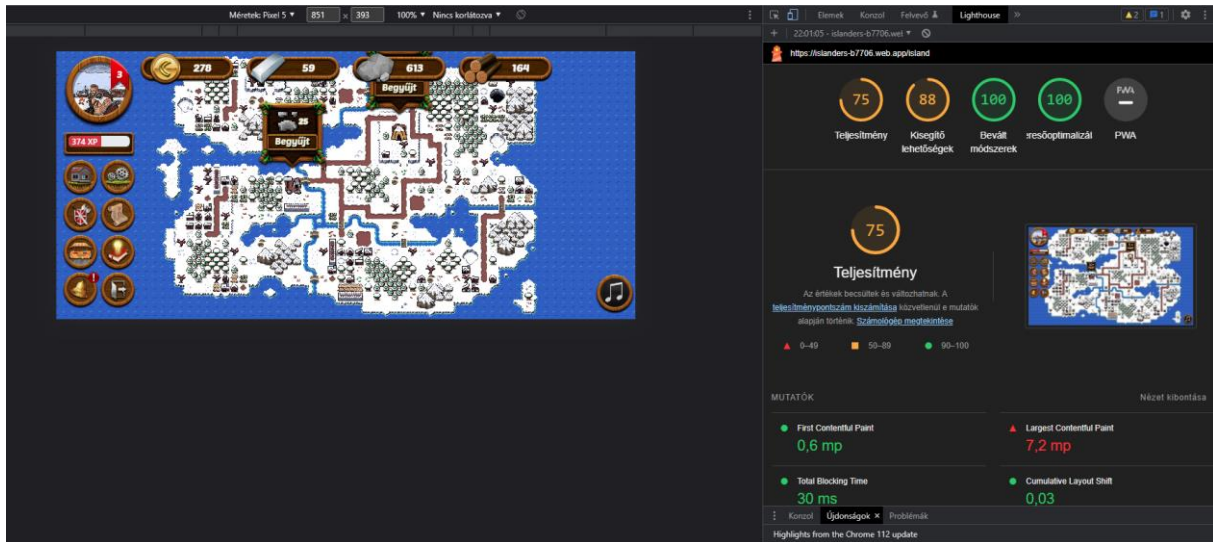 Méretek: Pixel 5 ▼ 851 x 393 100% ▼ Nincs korlátozva ▼
Elemek Konzol Felvevő Lighthouse » 2 1
+ 22:01:05 - islanders-b7706.wel ▼
https://islanders-b7706.web.app/island
3
278 59 613 164
374 XP
Begyűjt
25
Begyűjt
75 88 100 100 PWA
Teljesítmény
Kisegítő lehetőségek
Bevált módszerek
:resőoptimalizál
PWA
75
Teljesítmény
Az értékek becsültek és változhatnak. A
teljesítménypontszám kiszámítása közvetlenül e mutatók
alapján történik. Számológép megtekintése
0–49 50–89 90–100
MUTATÓK Nézet kibontása
First Contentful Paint
0,6 mp
Largest Contentful Paint
7,2 mp
Total Blocking Time
30 ms
Cumulative Layout Shift
0,03
Konzol Újdonságok × Problémák
Highlights from the Chrome 112 update